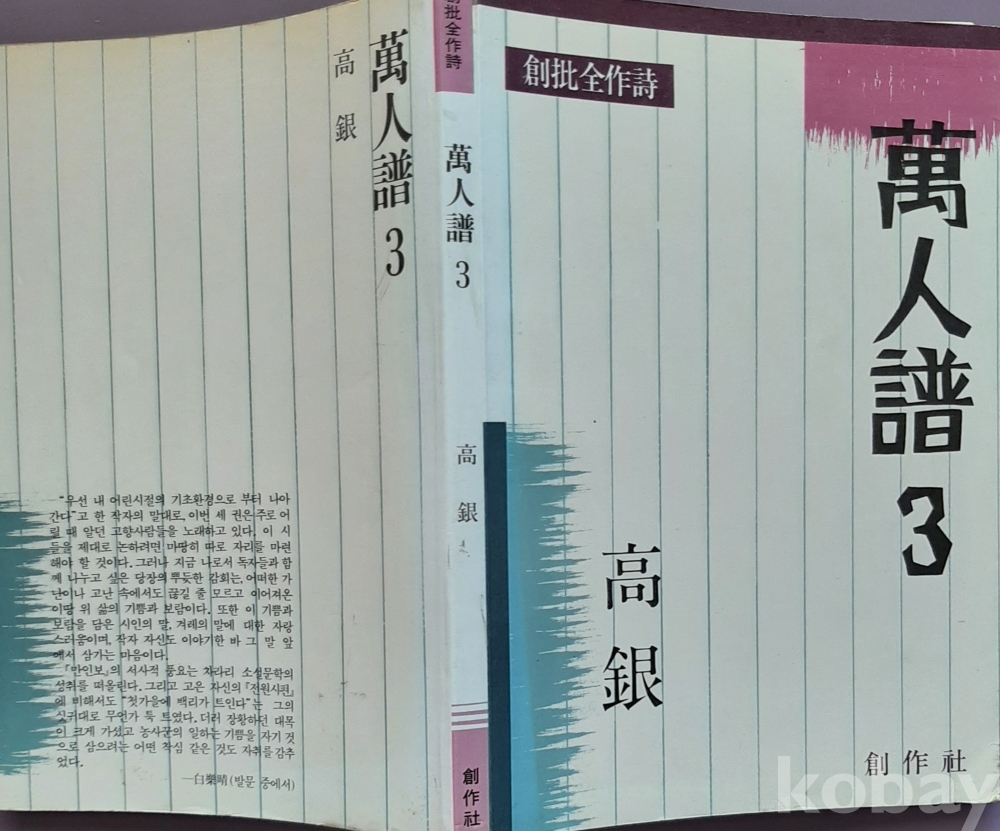 創批全作詩
萬人譜
3
高銀
創作社
創批全作詩
萬人譜 3
高銀
創作社
萬人譜 3
高銀
“우선 내 어린시절의 기초환경으로 부터 나아
간다”고 한 작자의 말대로, 이번 세 권은 주로 어
릴 때 알던 고향사람들을 노래하고 있다. 이 시
들을 제대로 논하려면 마땅히 따로 자리를 마련
해야 할 것이다. 그러나 지금 나로서 독자들과 함
께 나누고 싶은 당장의 뿌듯한 감회는, 어떠한 가
난이나 고난 속에서도 끊길 줄 모르고 이어져온
이땅 위 삶의 기쁨과 보람이다. 또한 이 기쁨과
보람을 담은 시인의 말, 겨레의 말에 대한 자랑
스러움이며, 작자 자신도 이야기한 바 그 말 앞
에서 삼가는 마음이다.
『만인보』의 서사적 풍요는 차라리 소설문학의
성취를 떠올린다. 그리고 고은 자신의 『전원시편』
에 비해서도 “첫가을에 백리가 트인다”는 그의
싯귀대로 무언가 툭 트였다. 더러 장황하던 대목
이 크게 가셨고 농사군의 일하는 기쁨을 자기 것
으로 삼으려는 어떤 작심 같은 것도 자취를 감추
었다.
—白樂晴(발문 중에서)
kobay